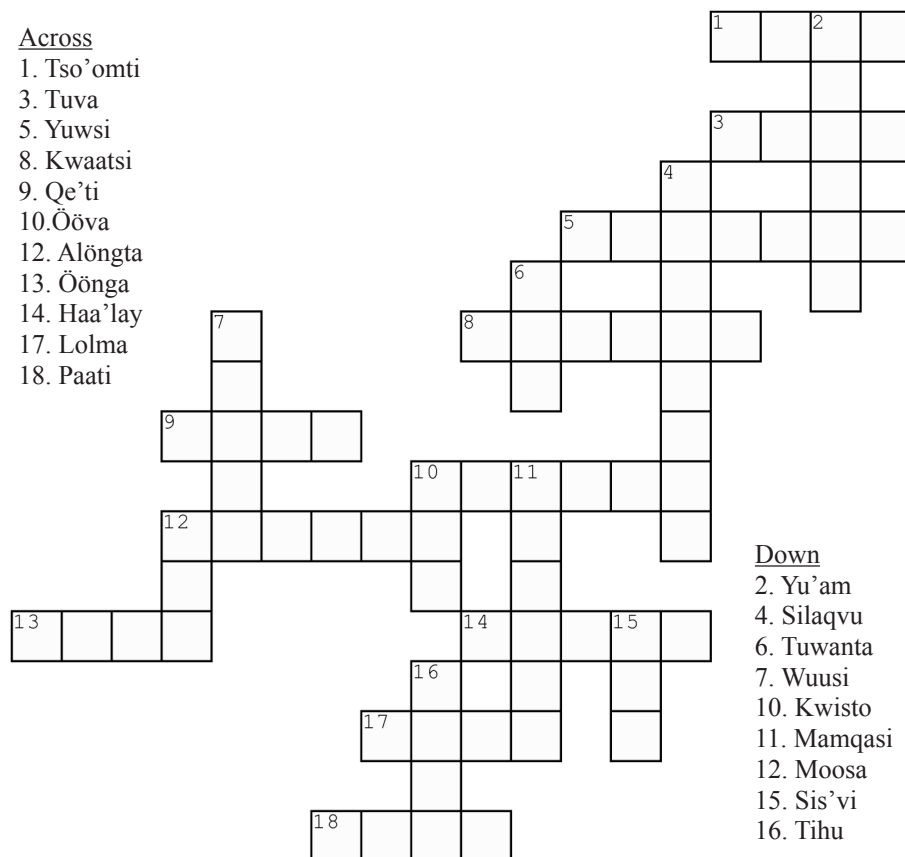 Across
1. Tso’omti
3. Tuva
5. Yuwsi
8. Kwaatsi
9. Qe’ti
10.Ööva
12. Alöngta
13. Öönga
14. Haa’lay
17. Lolma
18. Paati
1 2
3
4
5
6
7
8
9
10 11
12
13
14 15
16
17
18
Down
2. Yu’am
4. Silaqvu
6. Tuwanta
7. Wuusi
10. Kwisto
11. Mamqasi
12. Moosa
15. Sis’vi
16. Tihu